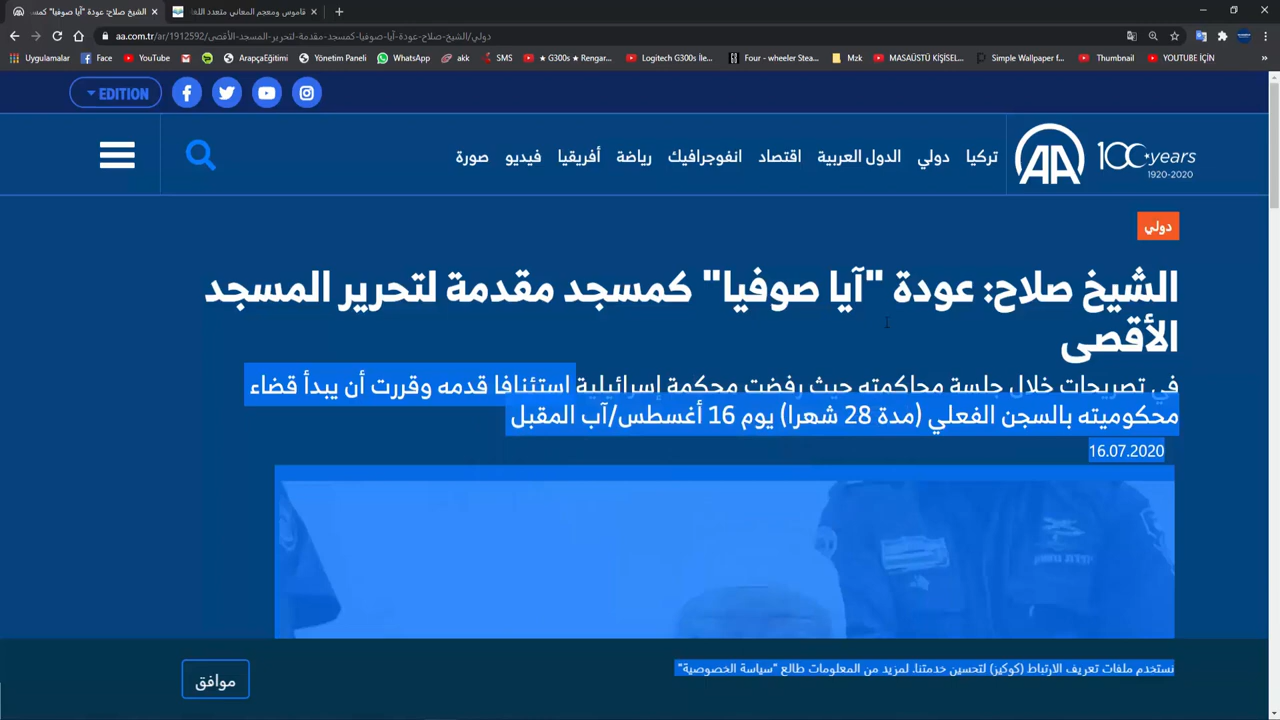 الشيخ صلاح: عودة "آيا صوفيا" كمسـ
قاموس ومعجم المعاني متعدد اللغا
aa.com.tr/ar/دولي/الشيخ-صلاح-عودة-آيا-صوفيا-كمسجد-مقدمة-لتحرير-المسجد-الأقصى/1912592
Uygulamalar Face YouTube ArapçaEğitimi Yönetim Paneli WhatsApp akk SMS ★ G300s ★ Rengar... Logitech G300s İle... Four - wheeler Stea... Mzk MASAÜSTÜ KİŞİSEL... Simple Wallpaper f... Thumbnail YOUTUBE İÇİN
EDITION
تركيا دولي الدول العربية اقتصاد انفوجرافيك رياضة أفريقيا فيديو صورة
AA 100 years
1920-2020
دولي
الشيخ صلاح: عودة "آيا صوفيا" كمسجد مقدمة لتحرير المسجد
الأقصى
في تصريحات خلال جلسة محاكمته حيث رفضت محكمة إسرائيلية استئنافا قدمه وقررت أن يبدأ قضاء
محكوميته بالسجن الفعلي (مدة 28 شهرا) يوم 16 أغسطس/آب المقبل
16.07.2020
نستخدم ملفات تعريف الارتباط (كوكيز) لتحسين خدمتنا. لمزيد من المعلومات طالع "سياسة الخصوصية"
موافق